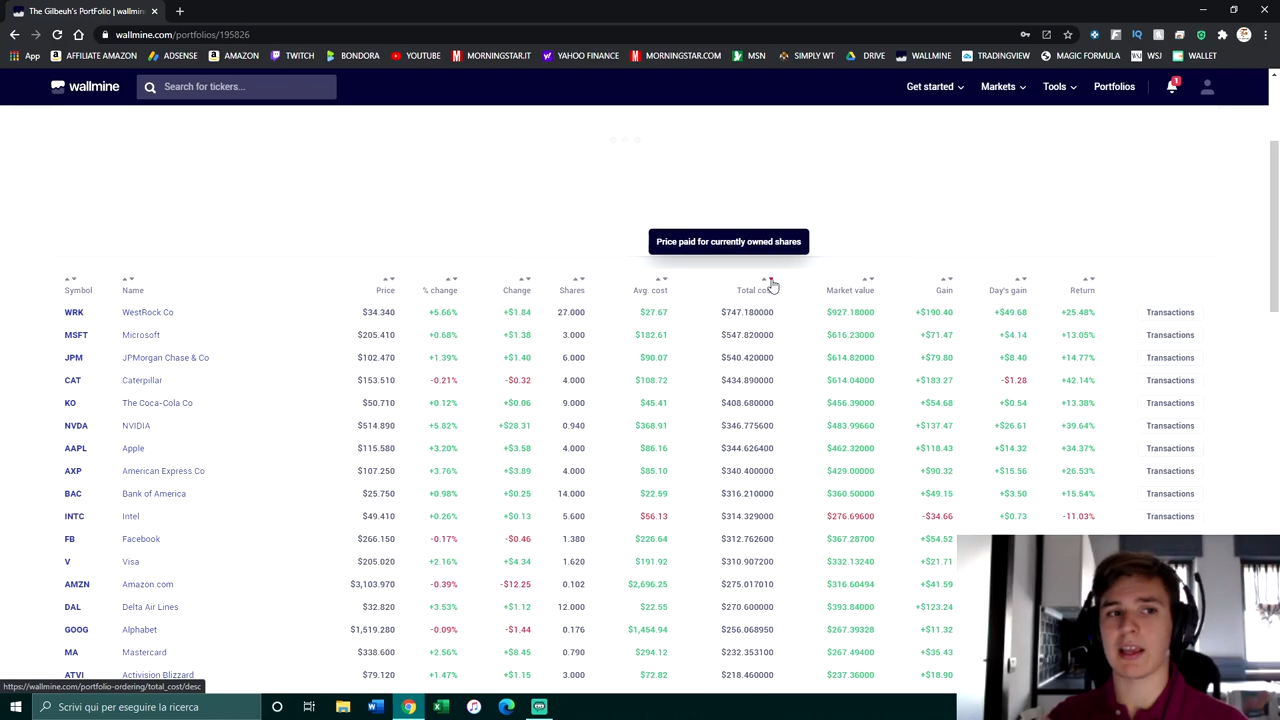 The Gilbeu's Portfolio | wallmin
wallmine.com/portfolios/195826
App AFFILIATE AMAZON ADSENSE AMAZON TWITCH BONDORA YOUTUBE MORNINGSTAR.IT YAHOO FINANCE MORNINGSTAR.COM MSN SIMPLY WT DRIVE WALLMINE TRADINGVIEW MAGIC FORMULA WSJ WALLET
wallmine Search for tickers... Get started Markets Tools Portfolios 1
Price paid for currently owned shares
Symbol Name Price % change Change Shares Avg. cost Total cos Market value Gain Day's gain Return
WRK WestRock Co $34.340 +5.66% +$1.84 27.000 $27.67 $747.180000 $927.18000 +$190.40 +$49.68 +25.48% Transactions
MSFT Microsoft $205.410 +0.68% +$1.38 3.000 $182.61 $547.820000 $616.23000 +$71.47 +$4.14 +13.05% Transactions
JPM JPMorgan Chase & Co $102.470 +1.39% +$1.40 6.000 $90.07 $540.420000 $614.82000 +$79.80 +$8.40 +14.77% Transactions
CAT Caterpillar $153.510 -0.21% -$0.32 4.000 $108.72 $434.890000 $614.04000 +$183.27 -$1.28 +42.14% Transactions
KO The Coca-Cola Co $50.710 +0.12% +$0.06 9.000 $45.41 $408.680000 $456.39000 +$54.68 +$0.54 +13.38% Transactions
NVDA NVIDIA $514.890 +5.82% +$28.31 0.940 $368.91 $346.775600 $483.99660 +$137.47 +$26.61 +39.64% Transactions
AAPL Apple $115.580 +3.20% +$3.58 4.000 $86.16 $344.626400 $462.32000 +$118.43 +$14.32 +34.37% Transactions
AXP American Express Co $107.250 +3.76% +$3.89 4.000 $85.10 $340.400000 $429.00000 +$90.32 +$15.56 +26.53% Transactions
BAC Bank of America $25.750 +0.98% +$0.25 14.000 $22.59 $316.210000 $360.50000 +$49.15 +$3.50 +15.54% Transactions
INTC Intel $49.410 +0.26% +$0.13 5.600 $56.13 $314.329000 $276.69600 -$34.66 +$0.73 -11.03% Transactions
FB Facebook $266.150 -0.17% -$0.46 1.380 $226.64 $312.762600 $367.28700 +$54.52
V Visa $205.020 +2.16% +$4.34 1.620 $191.92 $310.907200 $332.13240 +$21.71
AMZN Amazon.com $3,103.970 -0.39% -$12.25 0.102 $2,696.25 $275.017010 $316.60494 +$41.59
DAL Delta Air Lines $32.820 +3.53% +$1.12 12.000 $22.55 $270.600000 $393.84000 +$123.24
GOOG Alphabet $1,519.280 -0.09% -$1.44 0.176 $1,454.94 $256.068950 $267.39328 +$11.32
MA Mastercard $338.600 +2.56% +$8.45 0.790 $294.12 $232.353100 $267.49400 +$35.43
ATVI Activision Blizzard $79.120 +1.47% +$1.15 3.000 $72.82 $218.460000 $237.36000 +$18.90
https://wallmine.com/portfolio-ordering/total_cost/desc
Scrivi qui per eseguire la ricerca